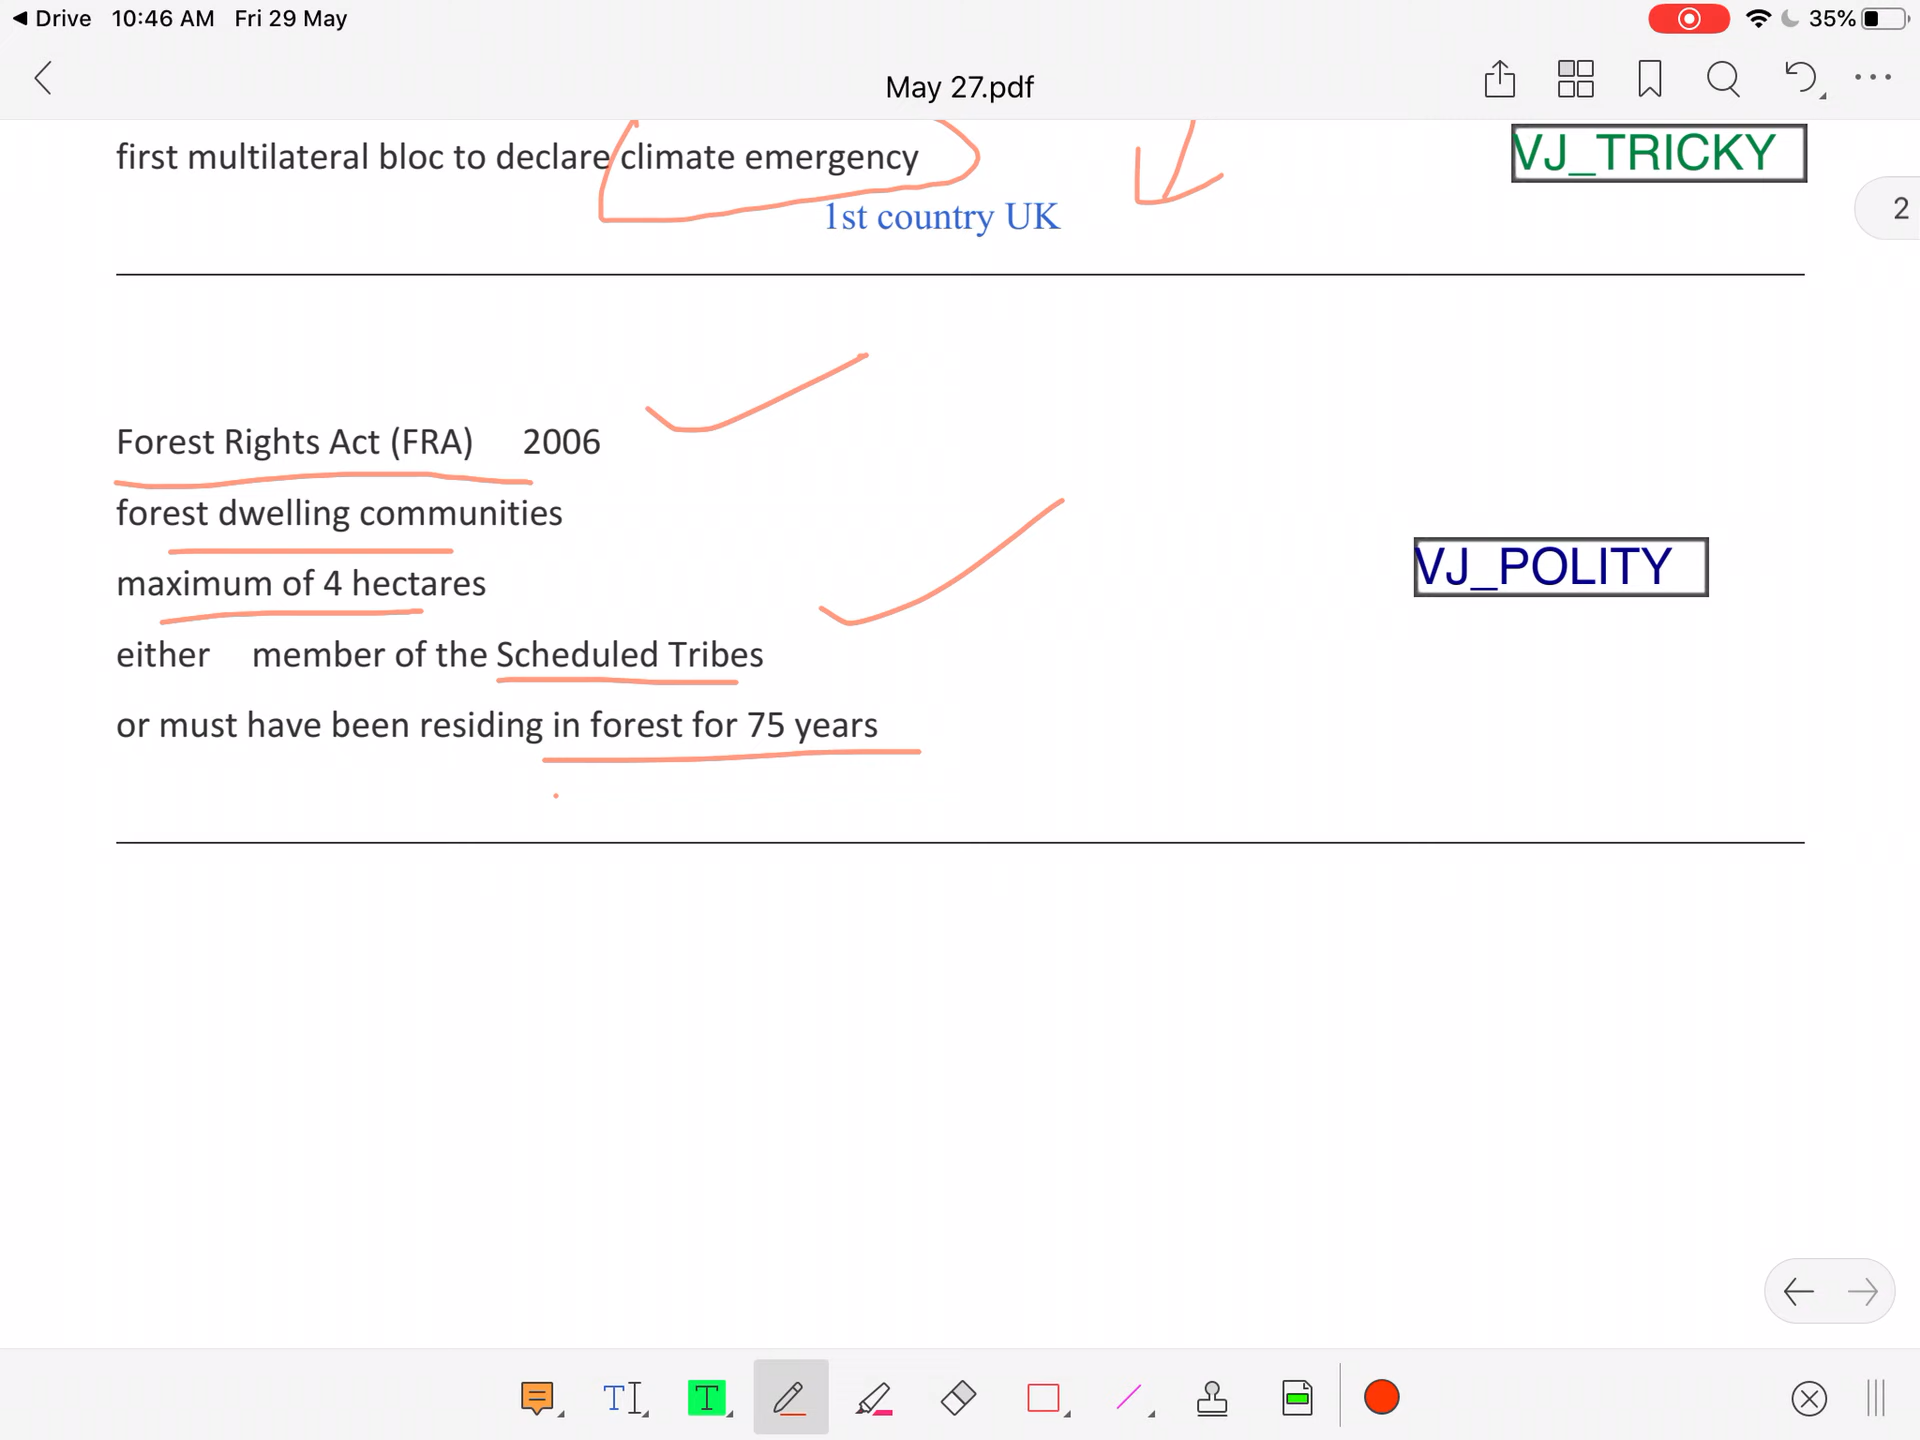 Drive 10:46 AM Fri 29 May 35%
May 27.pdf
first multilateral bloc to declare climate emergency
VJ_TRICKY
2
1st country UK
Forest Rights Act (FRA) 2006
forest dwelling communities
VJ_POLITY
maximum of 4 hectares
either member of the Scheduled Tribes
or must have been residing in forest for 75 years
TI T